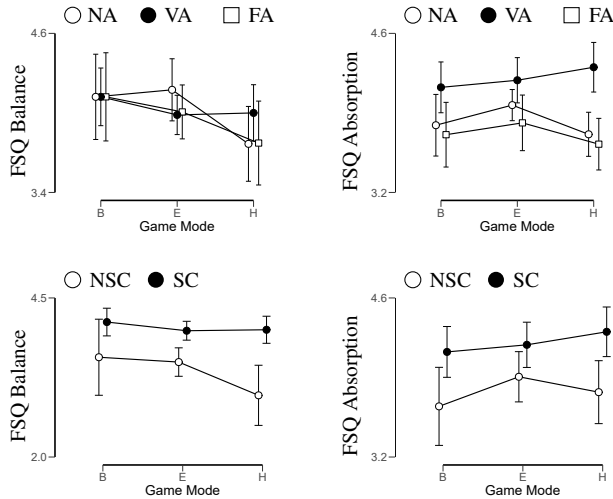 NA VA FA
4.6
FSQ Balance
3.4
B E H
Game Mode
NA VA FA
4.6
FSQ Absorption
3.2
B E H
Game Mode
NSC SC
4.5
FSQ Balance
2.0
B E H
Game Mode
NSC SC
4.6
FSQ Absorption
3.2
B E H
Game Mode